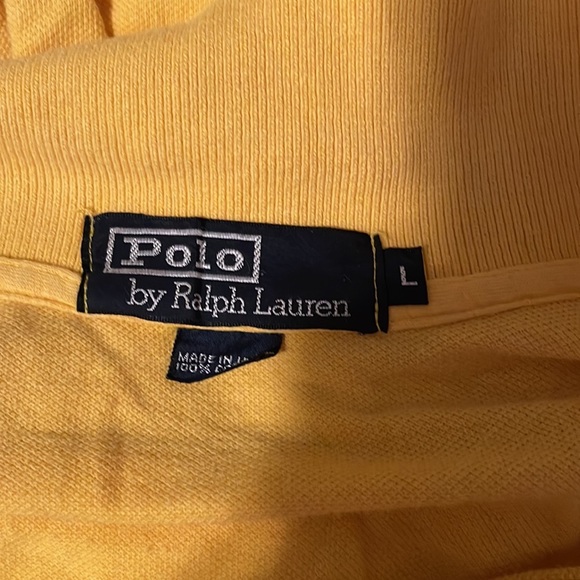 Polo
by Ralph Lauren
L
MADE IN
100%